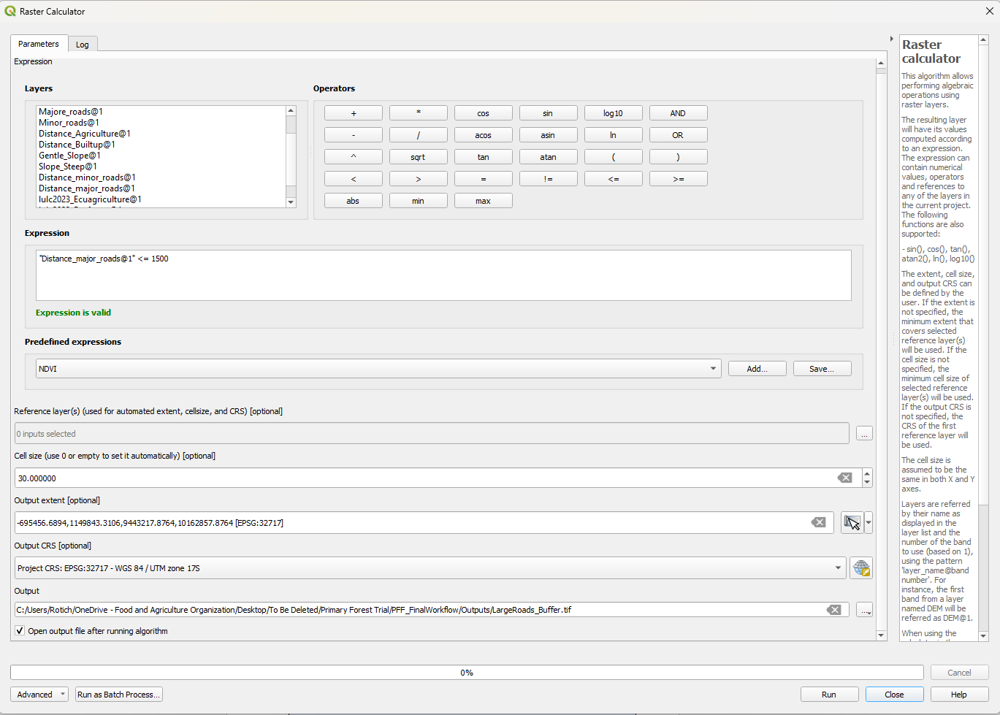 Raster Calculator
Parameters
Log
Expression
Layers
Majore_roads@1
Minor_roads@1
Distance_Agriculture@1
Distance_Builtup@1
Gentle_Slope@1
Slope_Steep@1
Distance_minor_roads@1
Distance_major_roads@1
lulc2023_Ecuagriculture@1
Operators
+ * cos sin log10 AND
- / acos asin ln OR
^ sqrt tan atan ( )
< > = != <= >=
abs min max
Expression
"Distance_major_roads@1" <= 1500
Expression is valid
Predefined expressions
NDVI
Add...
Save...
Reference layer(s) (used for automated extent, cellsize, and CRS) [optional]
0 inputs selected
...
Cell size (use 0 or empty to set it automatically) [optional]
30.000000
Output extent [optional]
-695456.6894,1149843.3106,9443217.8764,10162857.8764 [EPSG:32717]
Output CRS [optional]
Project CRS: EPSG:32717 - WGS 84 / UTM zone 17S
Output
C:/Users/Rotich/OneDrive - Food and Agriculture Organization/Desktop/To Be Deleted/Primary Forest Trial/PFF_FinalWorkflow/Outputs/LargeRoads_Buffer.tif
...
Open output file after running algorithm
Raster
calculator
This algorithm allows
performing algebraic
operations using
raster layers.
The resulting layer
will have its values
computed according
to an expression.
The expression can
contain numerical
values, operators
and references to
any of the layers in
the current project.
The following
functions are also
supported:
- sin(), cos(), tan(),
atan2(), ln(), log10()
The extent, cell size,
and output CRS can
be defined by the
user. If the extent is
not specified, the
minimum extent that
covers selected
reference layer(s)
will be used. If the
cell size is not
specified, the
minimum cell size of
selected reference
layer(s) will be used.
If the output CRS is
not specified, the
CRS of the first
reference layer will
be used.
The cell size is
assumed to be the
same in both X and Y
axes.
Layers are referred
by their name as
displayed in the
layer list and the
number of the band
to use (based on 1),
using the pattern
'layer_name@band
number'. For
instance, the first
band from a layer
named DEM will be
referred as DEM@1.
When using the
0%
Cancel
Advanced
Run as Batch Process...
Run
Close
Help